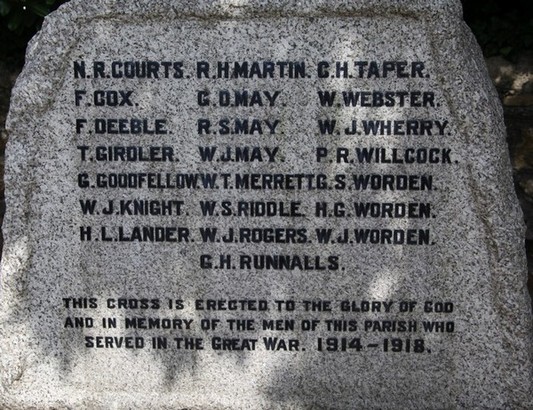 N.R.COURTS. R.H.MARTIN. C.H.TAPER.
F.COX. G.O.MAY. W.WEBSTER.
F.DEEBLE. R.S.MAY. W.J.WHERRY.
T.GIRDLER. W.J.MAY. P.R.WILLCOCK.
G.GOODFELLOW. W.T.MERRETT. G.S.WORDEN.
W.J.KNIGHT. W.S.RIDDLE. H.G.WORDEN.
H.L.LANDER. W.J.ROGERS. W.J.WORDEN.
G.H.RUNNALLS.
THIS CROSS IS ERECTED TO THE GLORY OF GOD
AND IN MEMORY OF THE MEN OF THIS PARISH WHO
SERVED IN THE GREAT WAR. 1914-1918.